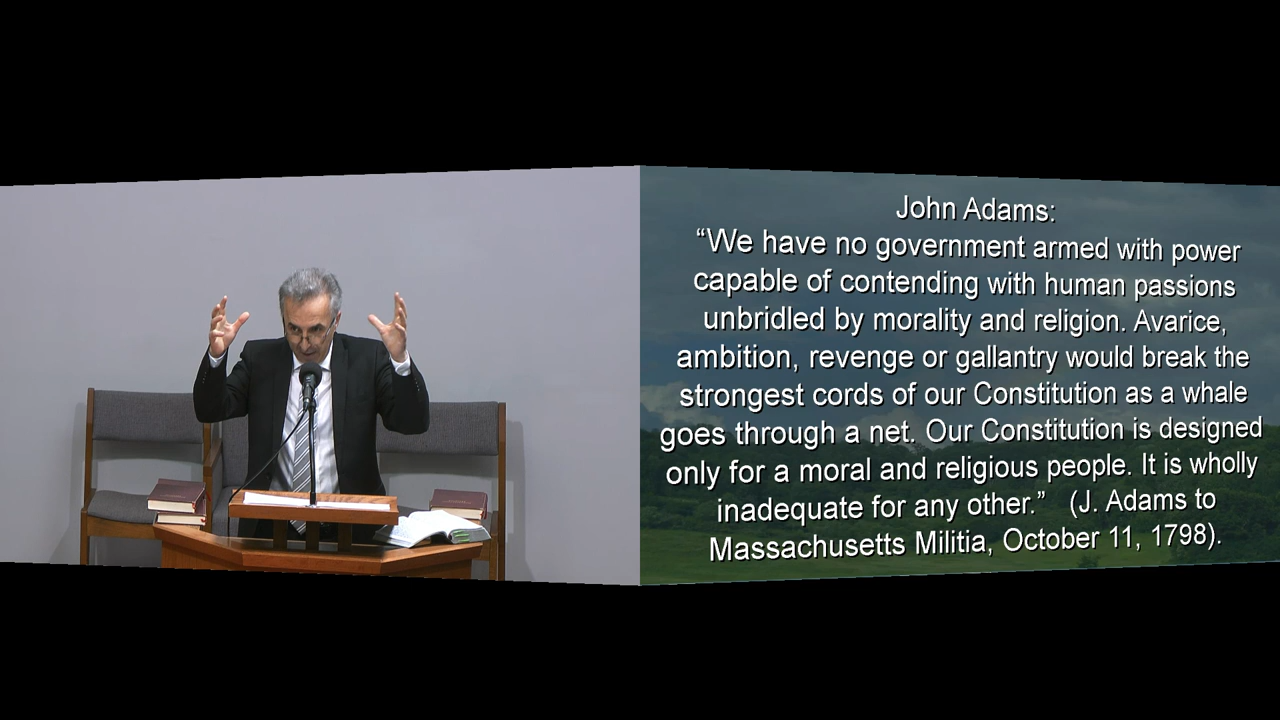 John Adams:
“We have no government armed with power
capable of contending with human passions
unbridled by morality and religion. Avarice,
ambition, revenge or gallantry would break the
strongest cords of our Constitution as a whale
goes through a net. Our Constitution is designed
only for a moral and religious people. It is wholly
inadequate for any other.” (J. Adams to
Massachusetts Militia, October 11, 1798).